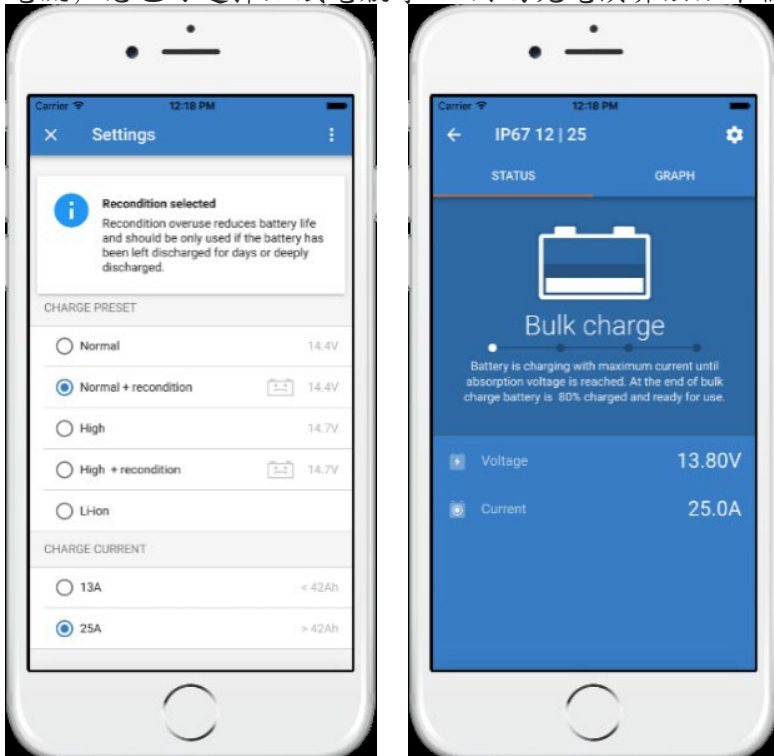 Carrier 12:18 PM
Settings
Recondition selected
Recondition overuse reduces battery life
and should be only used if the battery has
been left discharged for days or deeply
discharged.
CHARGE PRESET
Normal 14.4V
Normal + recondition 14.4V
High 14.7V
High + recondition 14.7V
Li-ion
CHARGE CURRENT
13A < 42Ah
25A > 42Ah
Carrier 12:18 PM
IP67 12 | 25
STATUS GRAPH
Bulk charge
Battery is charging with maximum current until
absorption voltage is reached. At the end of bulk
charge battery is 80% charged and ready for use.
Voltage 13.80V
Current 25.0A